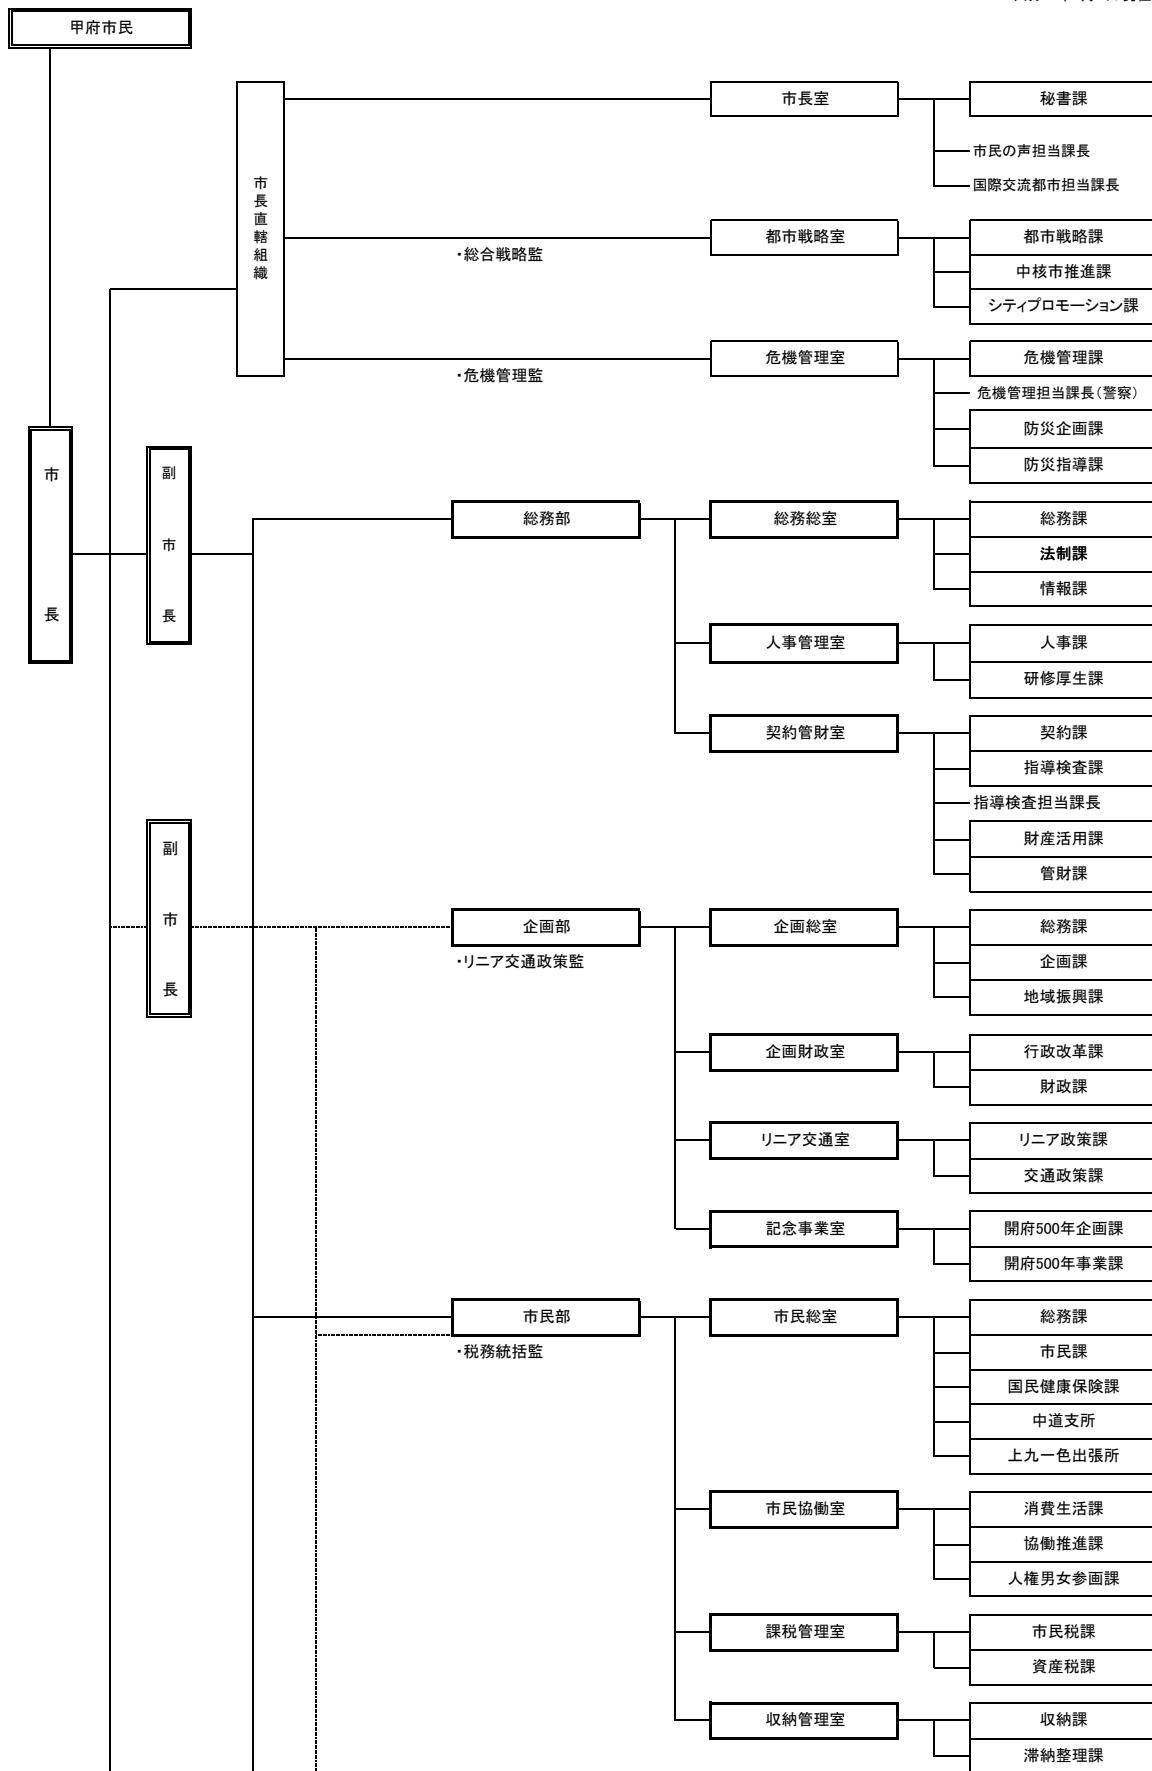 甲府市民
市長直轄組織
市長室
秘書課
市民の声担当課長
国際交流都市担当課長
・総合戦略監
都市戦略室
都市戦略課
中核市推進課
シティプロモーション課
・危機管理監
危機管理室
危機管理課
危機管理担当課長(警察)
防災企画課
防災指導課
市長
副市長
総務部
総務総室
総務課
法制課
情報課
人事管理室
人事課
研修厚生課
契約管財室
契約課
指導検査課
指導検査担当課長
財産活用課
管財課
副市長
企画部
・リニア交通政策監
企画総室
総務課
企画課
地域振興課
企画財政室
行政改革課
財政課
リニア交通室
リニア政策課
交通政策課
記念事業室
開府500年企画課
開府500年事業課
市民部
・税務統括監
市民総室
総務課
市民課
国民健康保険課
中道支所
上九一色出張所
市民協働室
消費生活課
協働推進課
人権男女参画課
課税管理室
市民税課
資産税課
収納管理室
収納課
滞納整理課